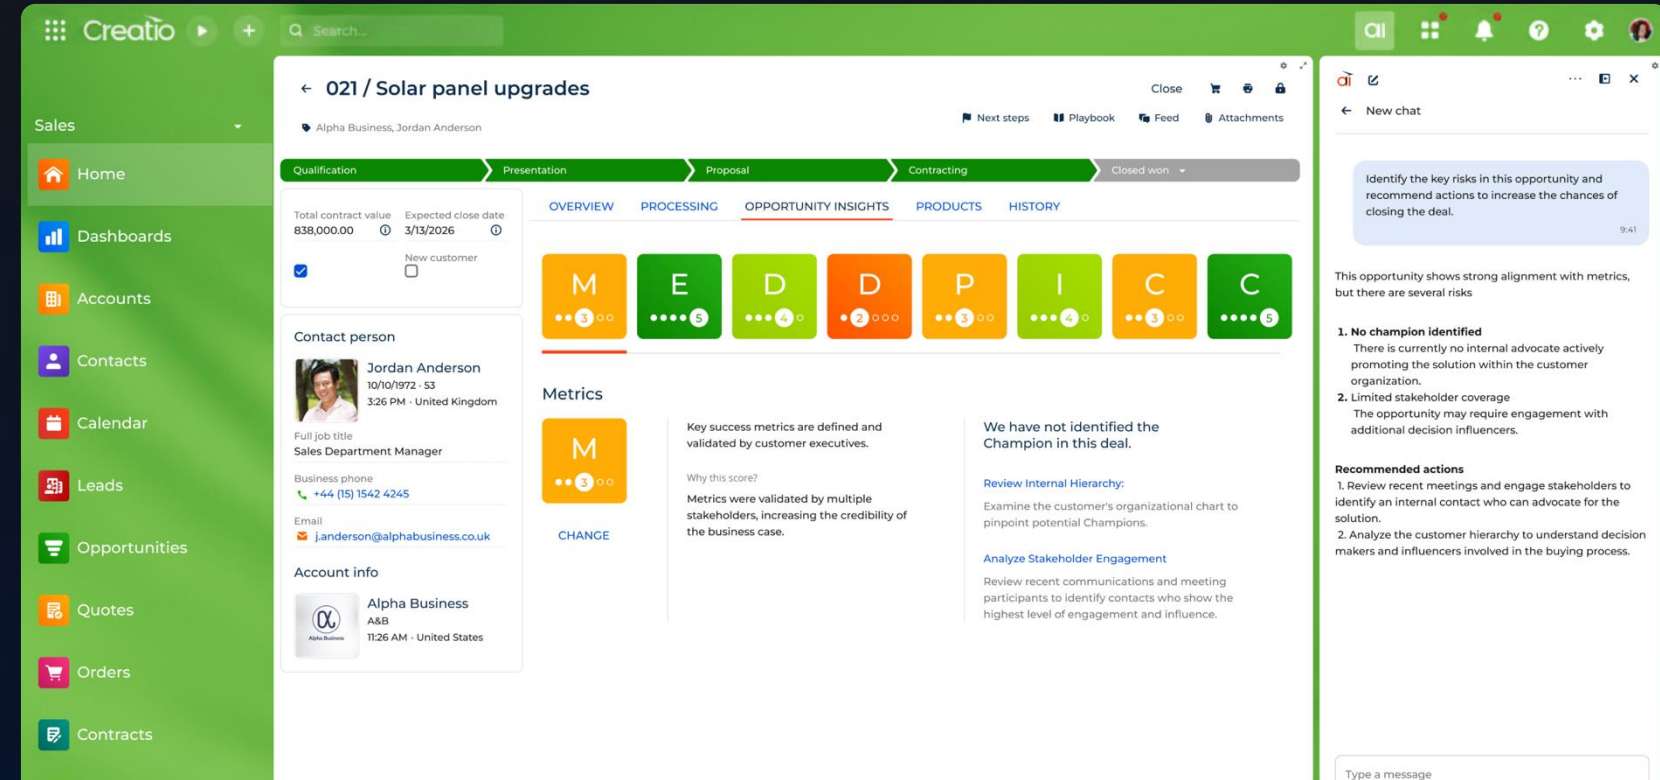 Creatio
Search...
ai
Sales
Home
Dashboards
Accounts
Contacts
Calendar
Leads
Opportunities
Quotes
Orders
Contracts
021 / Solar panel upgrades
Close
Alpha Business, Jordan Anderson
Next steps
Playbook
Feed
Attachments
Qualification
Presentation
Proposal
Contracting
Closed won
Total contract value
838,000.00
Expected close date
3/13/2026
New customer
Contact person
Jordan Anderson
10/10/1972 · 53
3:26 PM · United Kingdom
Full job title
Sales Department Manager
Business phone
+44 (15) 1542 4245
Email
j.anderson@alphabusiness.co.uk
Account info
Alpha Business
Alpha Business
A&B
11:26 AM · United States
OVERVIEW
PROCESSING
OPPORTUNITY INSIGHTS
PRODUCTS
HISTORY
M
3
E
5
D
4
D
2
P
3
I
4
C
3
C
5
Metrics
M
3
CHANGE
Key success metrics are defined and
validated by customer executives.
Why this score?
Metrics were validated by multiple
stakeholders, increasing the credibility of
the business case.
We have not identified the
Champion in this deal.
Review Internal Hierarchy:
Examine the customer's organizational chart to
pinpoint potential Champions.
Analyze Stakeholder Engagement
Review recent communications and meeting
participants to identify contacts who show the
highest level of engagement and influence.
ai
New chat
Identify the key risks in this opportunity and
recommend actions to increase the chances of
closing the deal.
9:41
This opportunity shows strong alignment with metrics,
but there are several risks
1. No champion identified
There is currently no internal advocate actively
promoting the solution within the customer
organization.
2. Limited stakeholder coverage
The opportunity may require engagement with
additional decision influencers.
Recommended actions
1. Review recent meetings and engage stakeholders to
identify an internal contact who can advocate for the
solution.
2. Analyze the customer hierarchy to understand decision
makers and influencers involved in the buying process.
Type a message